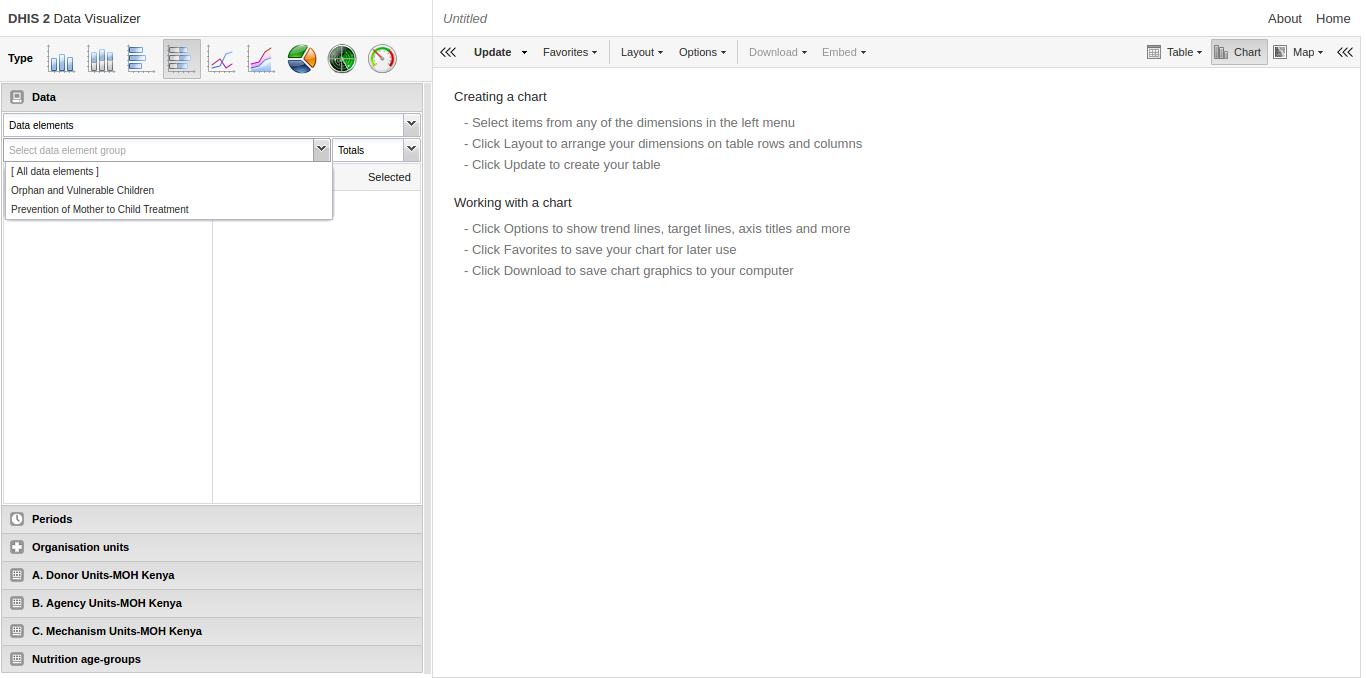 DHIS 2 Data Visualizer
Untitled
About Home
Type
Update Favorites Layout Options Download Embed
Table Chart Map
Data
Data elements
Select data element group
Totals
[ All data elements ]
Orphan and Vulnerable Children
Prevention of Mother to Child Treatment
Selected
Periods
Organisation units
A. Donor Units-MOH Kenya
B. Agency Units-MOH Kenya
C. Mechanism Units-MOH Kenya
Nutrition age-groups
Creating a chart
- Select items from any of the dimensions in the left menu
- Click Layout to arrange your dimensions on table rows and columns
- Click Update to create your table
Working with a chart
- Click Options to show trend lines, target lines, axis titles and more
- Click Favorites to save your chart for later use
- Click Download to save chart graphics to your computer